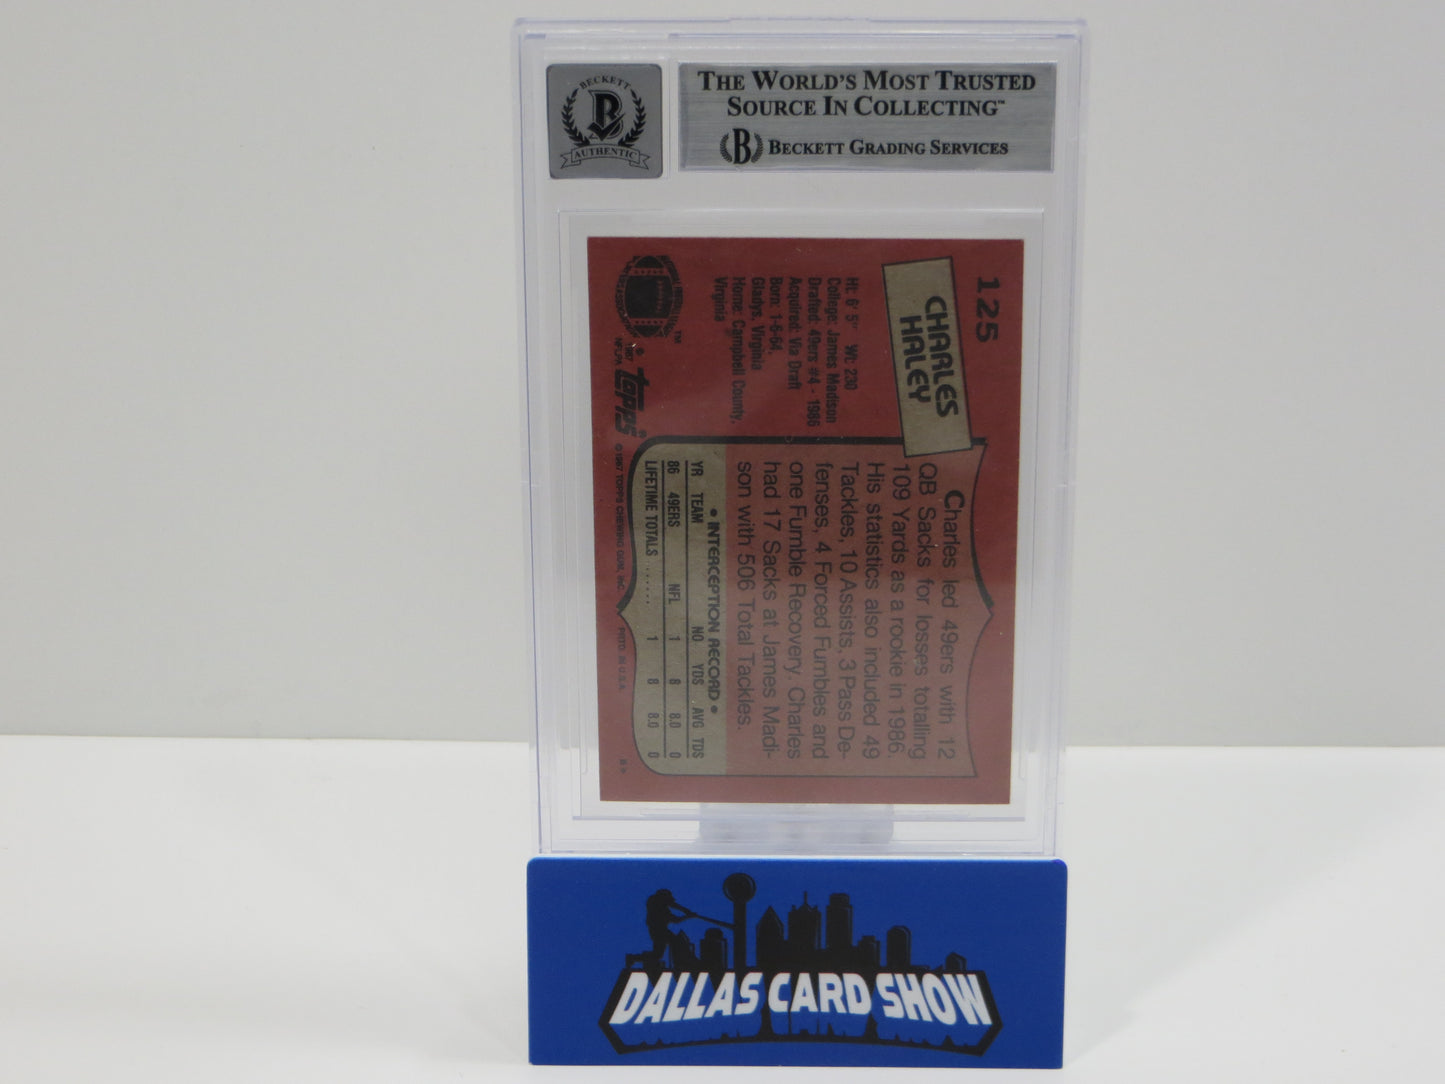 BECKETT
B
AUTHENTIC
THE WORLD'S MOST TRUSTED
SOURCE IN COLLECTING™
B BECKETT GRADING SERVICES
125
CHARLES
HALEY
Ht: 6' 5" Wt: 230
College: James Madison
Drafted: 49ers #4 - 1986
Acquired: Via Draft
Born: 1-6-64,
Gladys, Virginia
Home: Campbell County,
Virginia
™
© 1987
NFLPA
topps®
©1987 TOPPS CHEWING GUM, INC. PRTD. IN U.S.A.
Charles led 49ers with 12
QB Sacks for losses totalling
109 Yards as a rookie in 1986.
His statistics also included 49
Tackles, 10 Assists, 3 Pass De-
fenses, 4 Forced Fumbles and
one Fumble Recovery. Charles
had 17 Sacks at James Madi-
son with 506 Total Tackles.
• INTERCEPTION RECORD •
YR TEAM NO YDS AVG TDS
86 49ERS NFL 1 8 8.0 0
LIFETIME TOTALS........ 1 8 8.0 0
DALLAS CARD SHOW